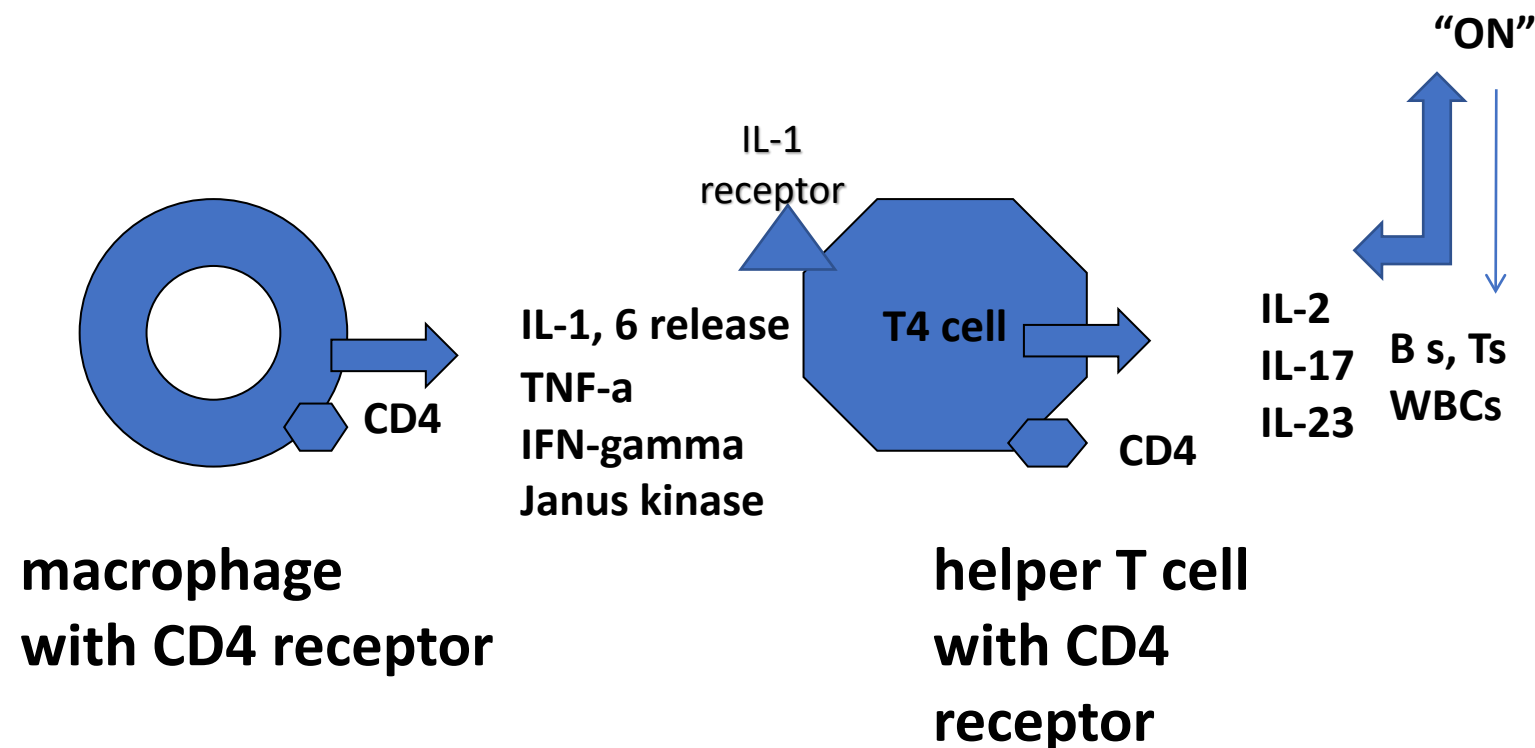 “ON”
IL-1
receptor
IL-1, 6 release
TNF-a
IFN-gamma
Janus kinase
CD4
T4 cell
CD4
IL-2
IL-17
IL-23
B s, Ts
WBCs
macrophage
with CD4 receptor
helper T cell
with CD4
receptor